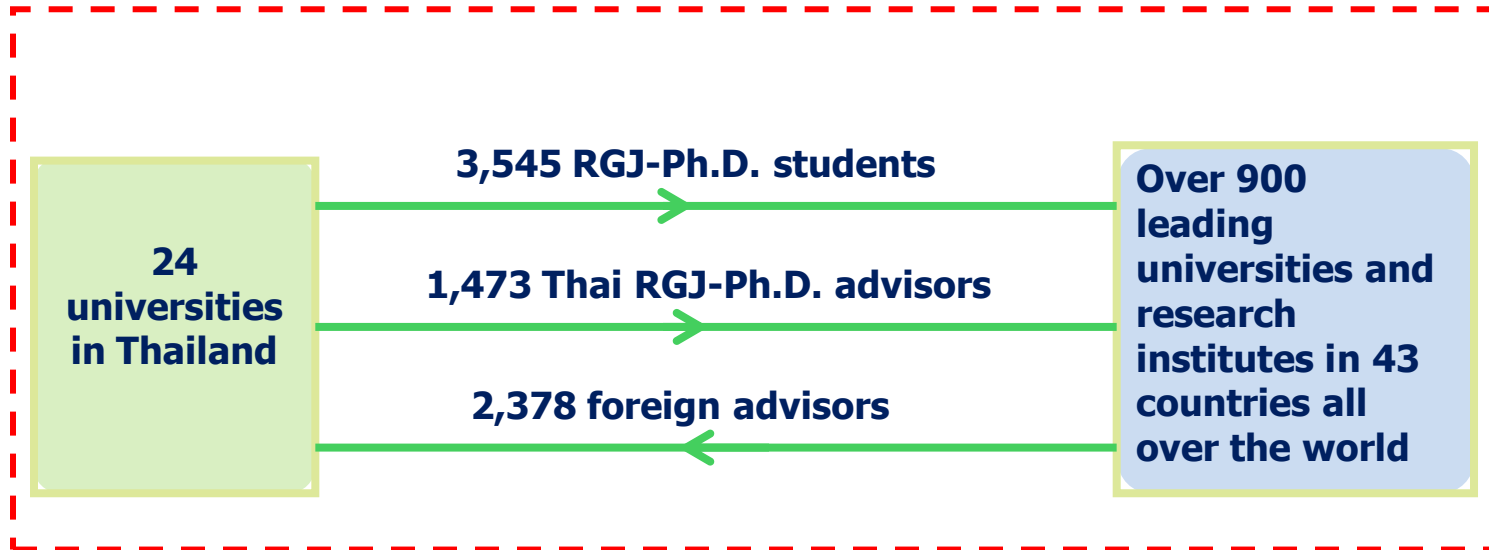 3,545 RGJ-Ph.D. students
24
universities
in Thailand
1,473 Thai RGJ-Ph.D. advisors
2,378 foreign advisors
Over 900
leading
universities and
research
institutes in 43
countries all
over the world